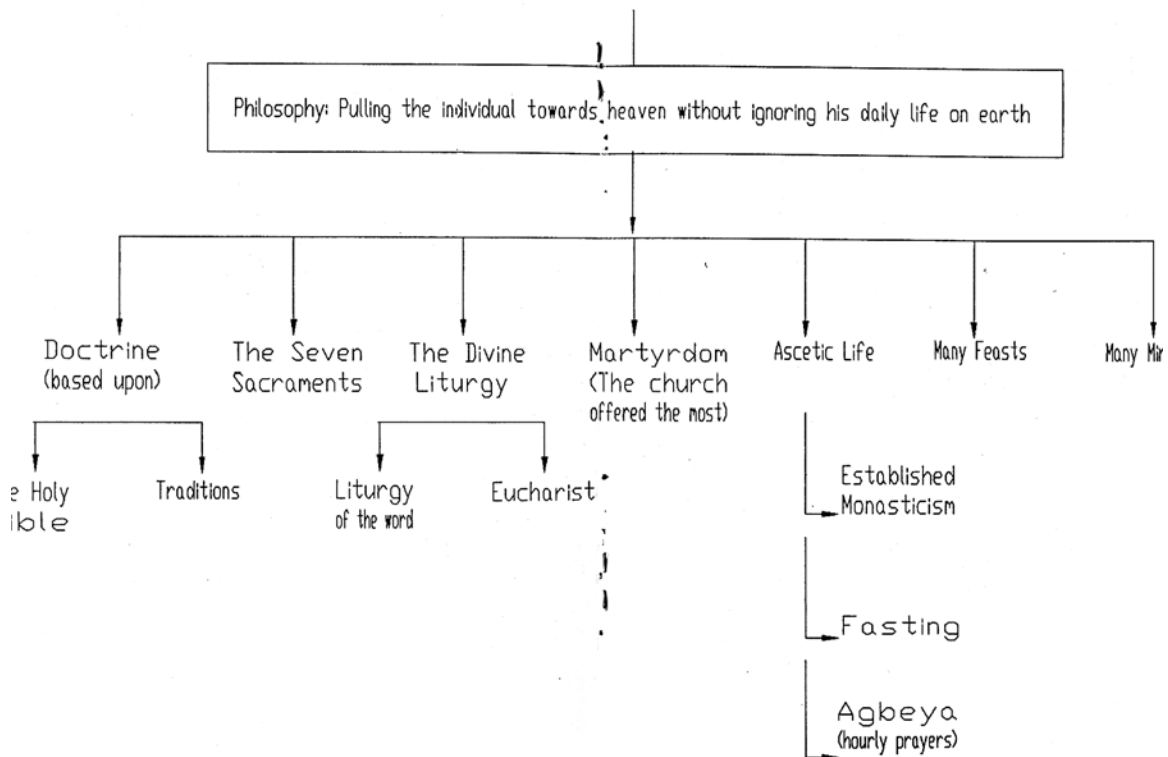 Philosophy: Pulling the individual towards heaven without ignoring his daily life on earth
Doctrine
(based upon)
The Seven
Sacraments
The Divine
Liturgy
Martyrdom
(The church
offered the most)
Ascetic Life
Many Feasts
Many
Holy
Traditions
Liturgy
of the word
Eucharist
Established
Monasticism
Fasting
Agbeya
(hourly prayers)